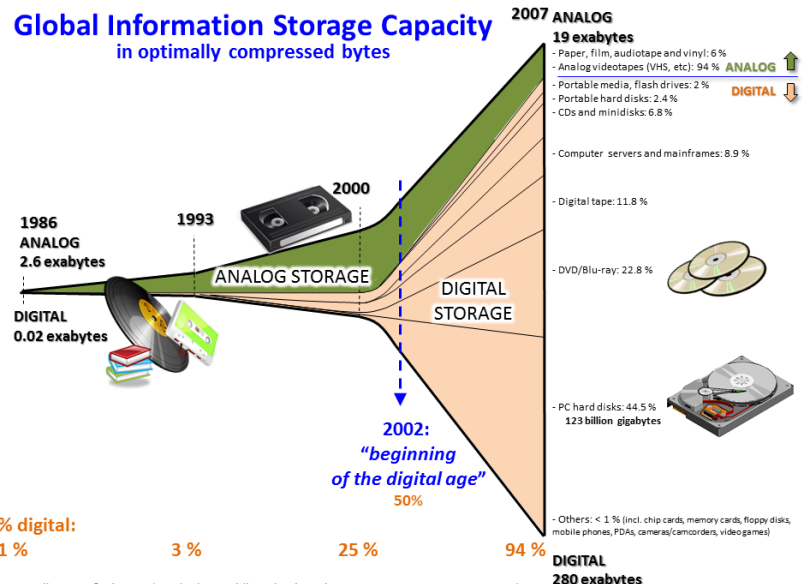 Global Information Storage Capacity
in optimally compressed bytes
2007 ANALOG
19 exabytes
- Paper, film, audiotape and vinyl: 6 %
- Analog videotapes (VHS, etc): 94 %
ANALOG
DIGITAL
- Portable media, flash drives: 2 %
- Portable hard disks: 2.4 %
- CDs and minidisks: 6.8 %
- Computer servers and mainframes: 8.9 %
- Digital tape: 11.8 %
- DVD/Blu-ray: 22.8 %
- PC hard disks: 44.5 %
123 billion gigabytes
- Others: < 1 % (incl. chip cards, memory cards, floppy disks,
mobile phones, PDAs, cameras/camcorders, video games)
DIGITAL
280 exabytes
1986
ANALOG
2.6 exabytes
DIGITAL
0.02 exabytes
1993
2000
ANALOG STORAGE
DIGITAL
STORAGE
2002:
“beginning
of the digital age”
50%
% digital:
1 %
3 %
25 %
94 %